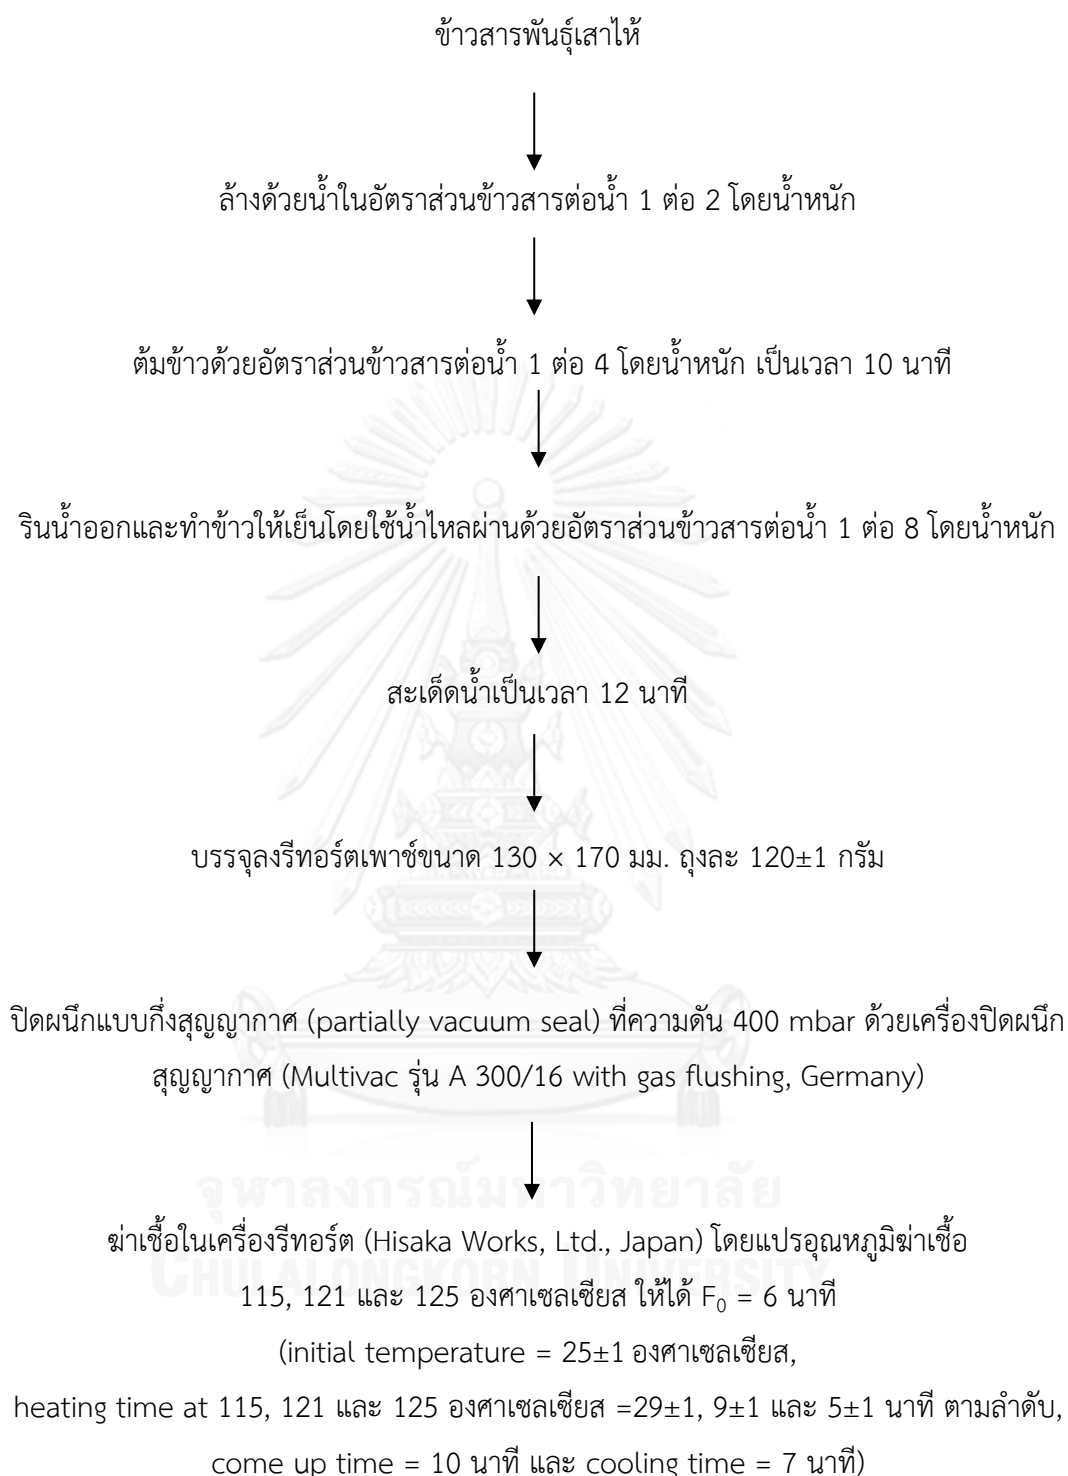 ข้าวสารพันธุ์เสาไห้
ล้างด้วยน้ำในอัตราส่วนข้าวสารต่อน้ำ 1 ต่อ 2 โดยน้ำหนัก
ต้มข้าวด้วยอัตราส่วนข้าวสารต่อน้ำ 1 ต่อ 4 โดยน้ำหนัก เป็นเวลา 10 นาที
รินน้ำออกและทำข้าวให้เย็นโดยใช้น้ำไหลผ่านด้วยอัตราส่วนข้าวสารต่อน้ำ 1 ต่อ 8 โดยน้ำหนัก
สะเด็ดน้ำเป็นเวลา 12 นาที
บรรจุลงรีทอร์ตเพาช์ขนาด 130 × 170 มม. ถุงละ 120±1 กรัม
ปิดผนึกแบบกึ่งสุญญากาศ (partially vacuum seal) ที่ความดัน 400 mbar ด้วยเครื่องปิดผนึก
สุญญากาศ (Multivac รุ่น A 300/16 with gas flushing, Germany)
จุฬาลงกรณ์มหาวิทยาลัย
ฆ่าเชื้อในเครื่องรีทอร์ต (Hisaka Works, Ltd., Japan) โดยแปรอุณหภูมิฆ่าเชื้อ
CHULALONGKORN UNIVERSITY
115, 121 และ 125 องศาเซลเซียส ให้ได้ F₀ = 6 นาที
(initial temperature = 25±1 องศาเซลเซียส,
heating time at 115, 121 และ 125 องศาเซลเซียส =29±1, 9±1 และ 5±1 นาที ตามลำดับ,
come up time = 10 นาที และ cooling time = 7 นาที)